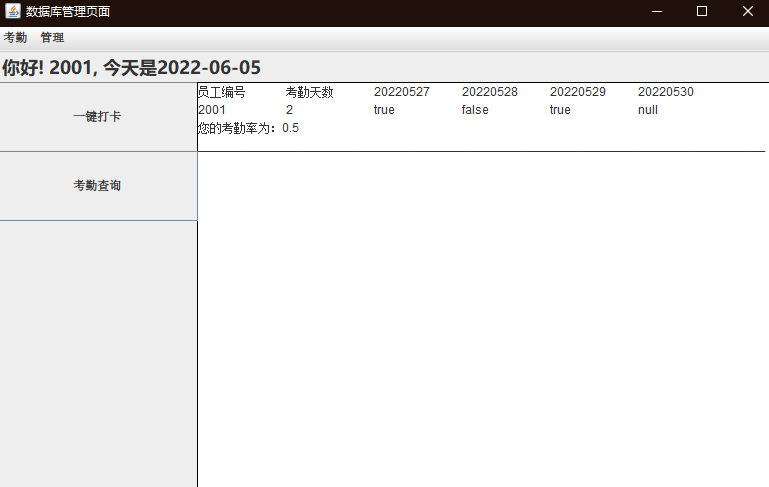 数据库管理页面
考勤 管理
你好! 2001, 今天是2022-06-05
一键打卡
考勤查询
员工编号 考勤天数 20220527 20220528 20220529 20220530
2001 2 true false true null
您的考勤率为：0.5